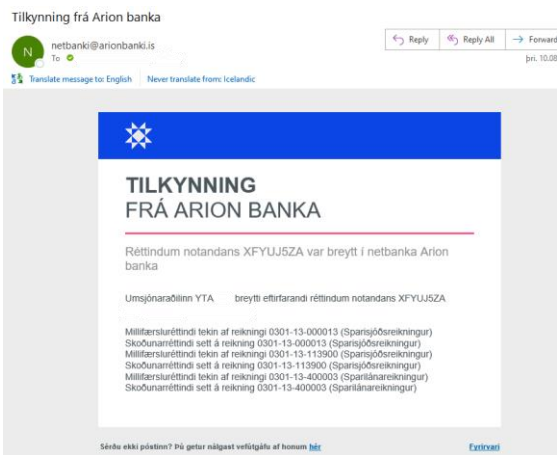 Tilkynning frá Arion banka
N
netbanki@arionbanki.is
To
Reply
Reply All
Forward
þri. 10.08
Translate message to: English
Never translate from: Icelandic
TILKYNNING
FRÁ ARION BANKA
Réttindum notandans XFYUJ5ZA var breytt í netbanka Arion
banka
Umsjónaraðilinn YTA breytti eftirfarandi réttindum notandans XFYUJ5ZA
Millifærsluréttindi tekin af reikningi 0301-13-000013 (Sparisjóðsreikningur)
Skoðunarréttindi sett á reikning 0301-13-000013 (Sparisjóðsreikningur)
Millifærsluréttindi tekin af reikningi 0301-13-113900 (Sparisjóðsreikningur)
Skoðunarréttindi sett á reikning 0301-13-113900 (Sparisjóðsreikningur)
Millifærsluréttindi tekin af reikningi 0301-13-400003 (Sparilánareikningur)
Skoðunarréttindi sett á reikning 0301-13-400003 (Sparilánareikningur)
Sérðu ekki póstinn? Þú getur nálgast vefútgáfu af honum hér
Fyrirvari